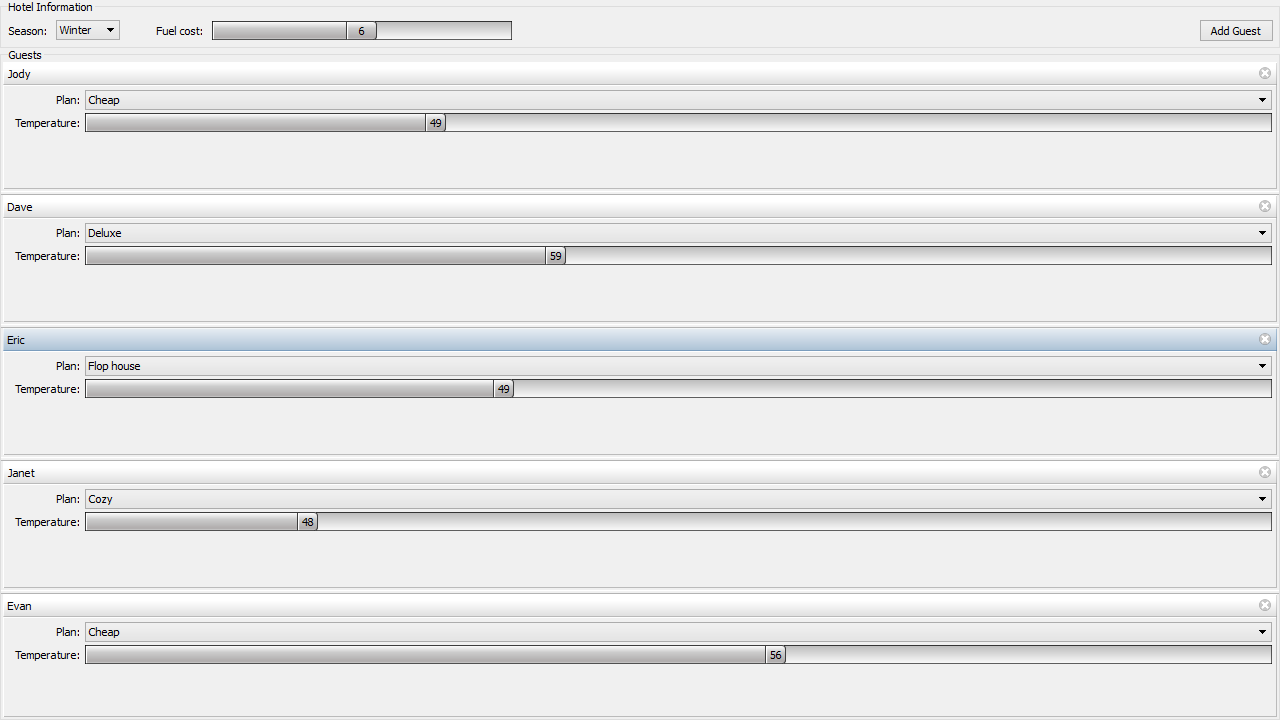 Hotel Information
Season: Winter Fuel cost: 6 Add Guest
Guests
Jody
Plan: Cheap
Temperature: 49
Dave
Plan: Deluxe
Temperature: 59
Eric
Plan: Flop house
Temperature: 49
Janet
Plan: Cozy
Temperature: 48
Evan
Plan: Cheap
Temperature: 56